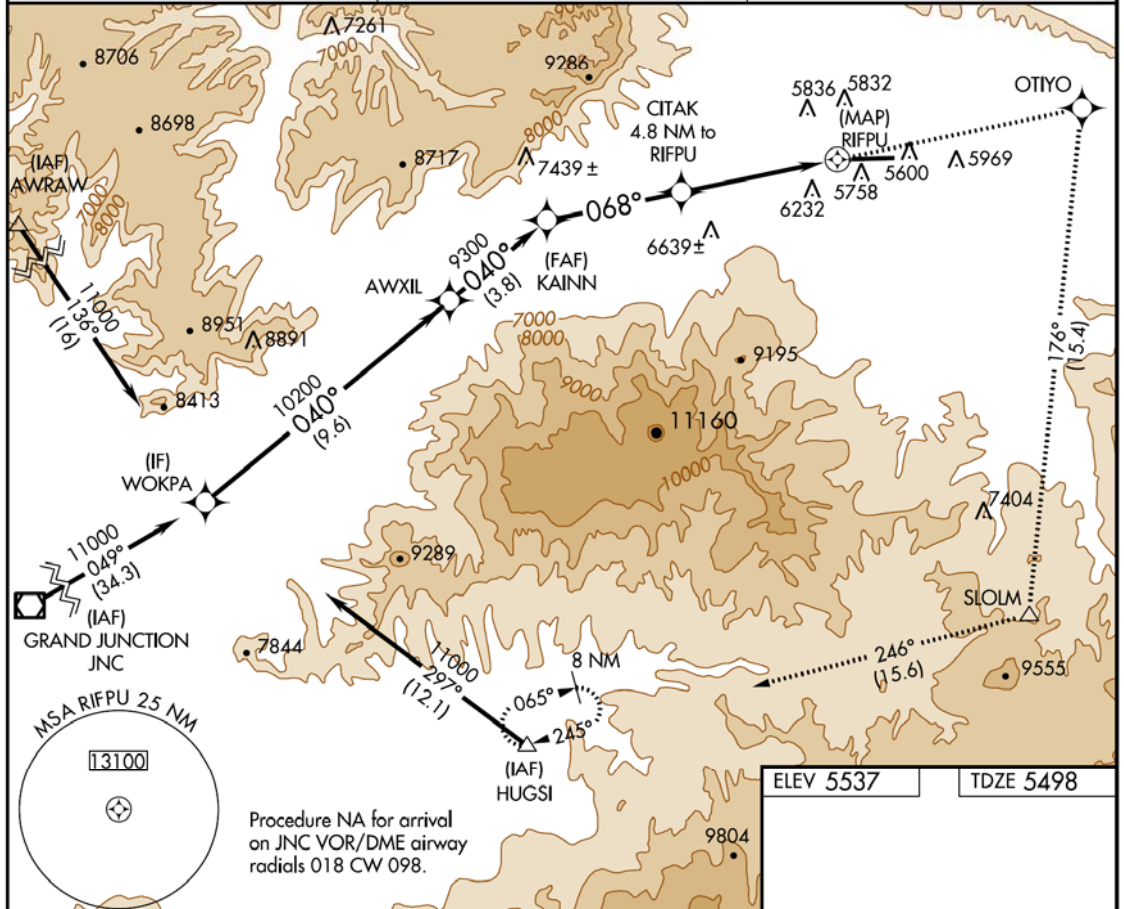 7261
7000
8706
9000
9286
8698
8000
8717
7439 ±
CITAK
4.8 NM to
RIFPU
5836
5832
(MAP)
RIFPU
OTIYO
5600
5969
5758
6232
(IAF)
AWRAW
7000
8000
068°
6639±
(FAF)
KAINN
9300
040°
(3.8)
AWXIL
11000
136°
(16)
8951
8891
8413
7000
8000
9000
9195
176°
(15.4)
10200
040°
(9.6)
11160
10000
(IF)
WOKPA
7404
11000
049°
(34.3)
9289
(IAF)
GRAND JUNCTION
JNC
SLOLM
7844
11000
297°
(12.1)
8 NM
065°
245°
246°
(15.6)
9555
(IAF)
HUGSI
MSA RIFPU 25 NM
13100
Procedure NA for arrival
on JNC VOR/DME airway
radials 018 CW 098.
9804
ELEV 5537
TDZE 5498